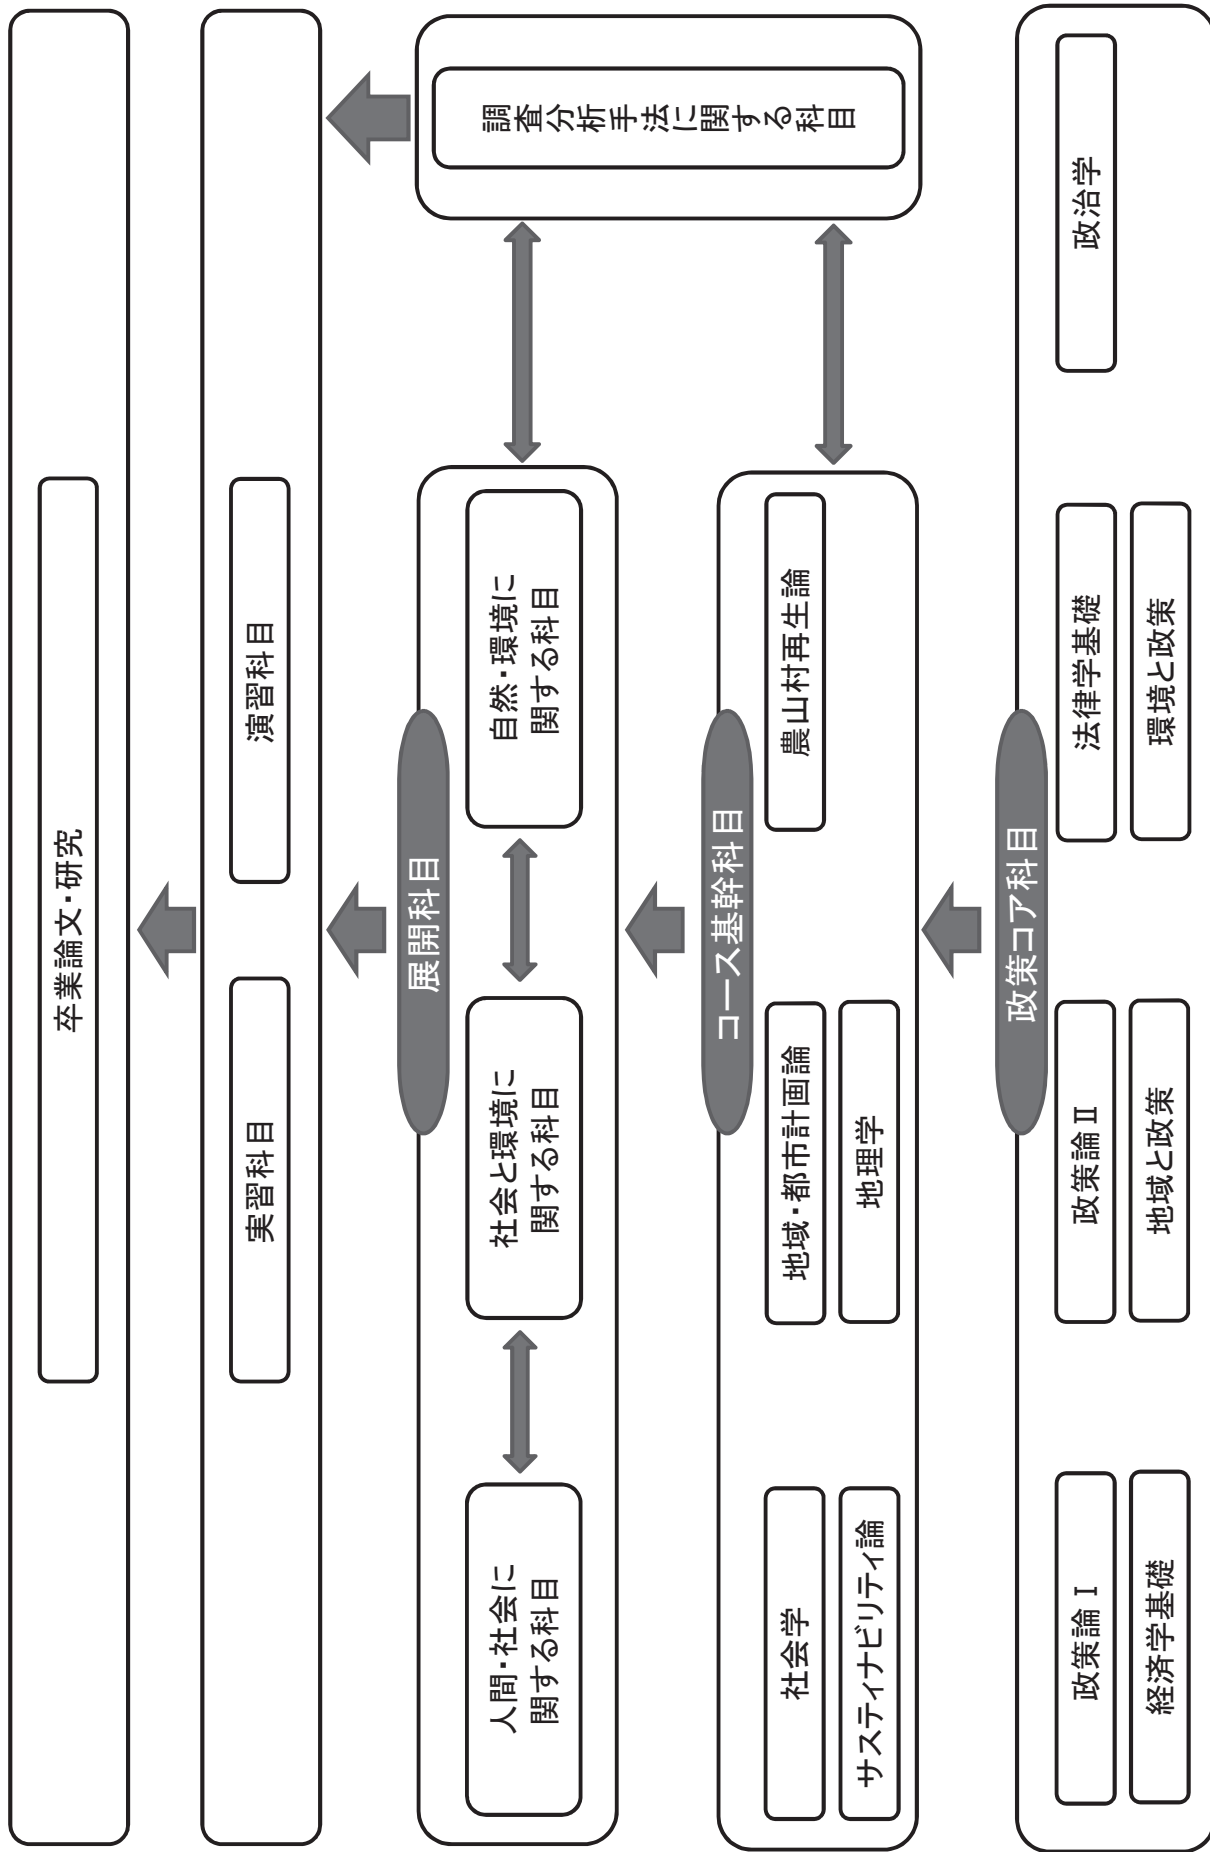 卒業論文・研究
実習科目
演習科目
展開科目
人間・社会に
関する科目
社会と環境に
関する科目
自然・環境に
関する科目
調査分析手法に関する科目
コース基幹科目
社会学
地域・都市計画論
農山村再生論
サスティナビリティ論
地理学
政策コア科目
政策論Ⅰ
政策論Ⅱ
法律学基礎
政治学
経済学基礎
地域と政策
環境と政策